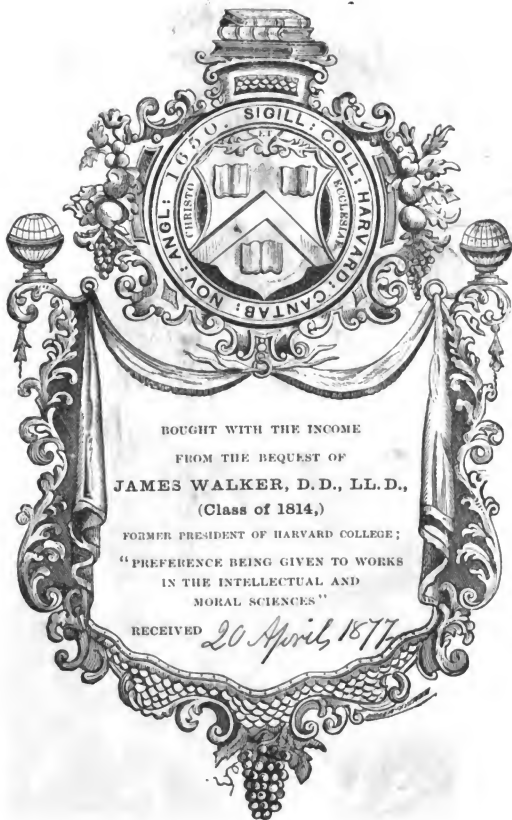 SIGILL: COLL: HARVARD: CANTAB: NOV: ANGL: 1650.
CHRISTO
ET
ECCLESIAE
BOUGHT WITH THE INCOME
FROM THE BEQUEST OF
JAMES WALKER, D.D., LL.D.,
(Class of 1814,)
FORMER PRESIDENT OF HARVARD COLLEGE;
"PREFERENCE BEING GIVEN TO WORKS
IN THE INTELLECTUAL AND
MORAL SCIENCES"
RECEIVED 20 April, 1877.